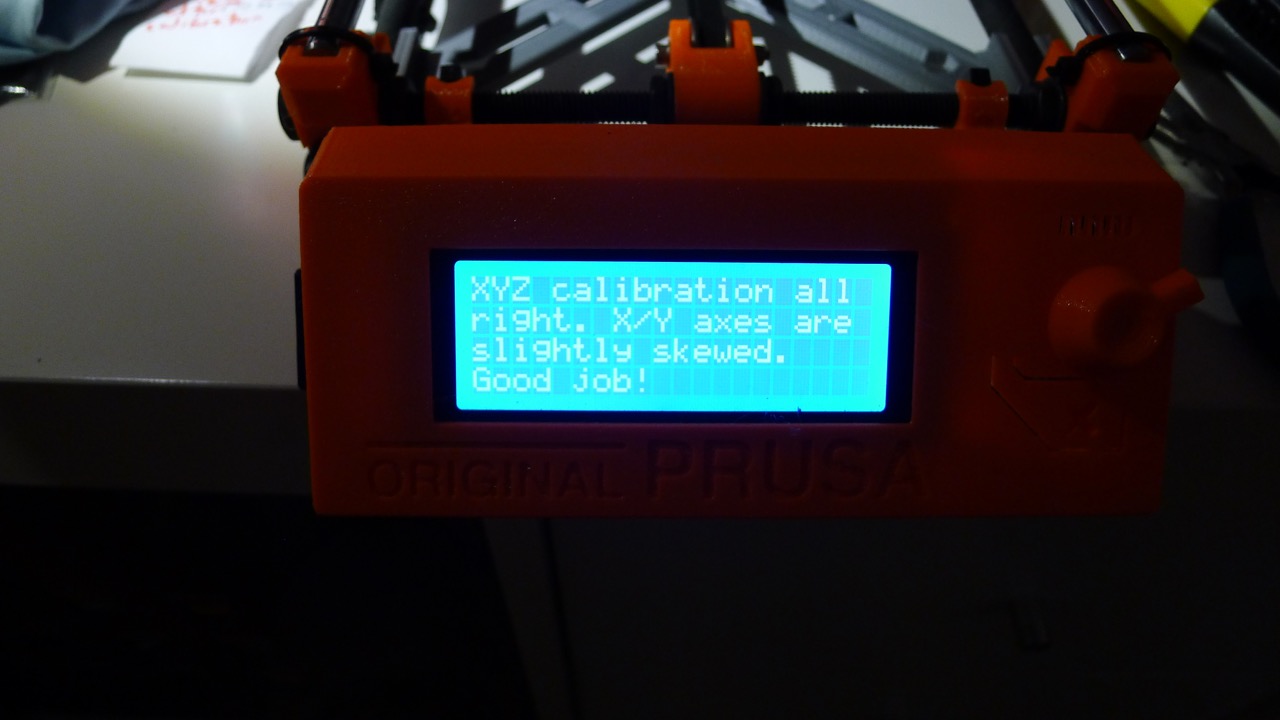 XYZ calibration all
right. X/Y axes are
slightly skewed.
Good job!
ORIGINAL PRUSA